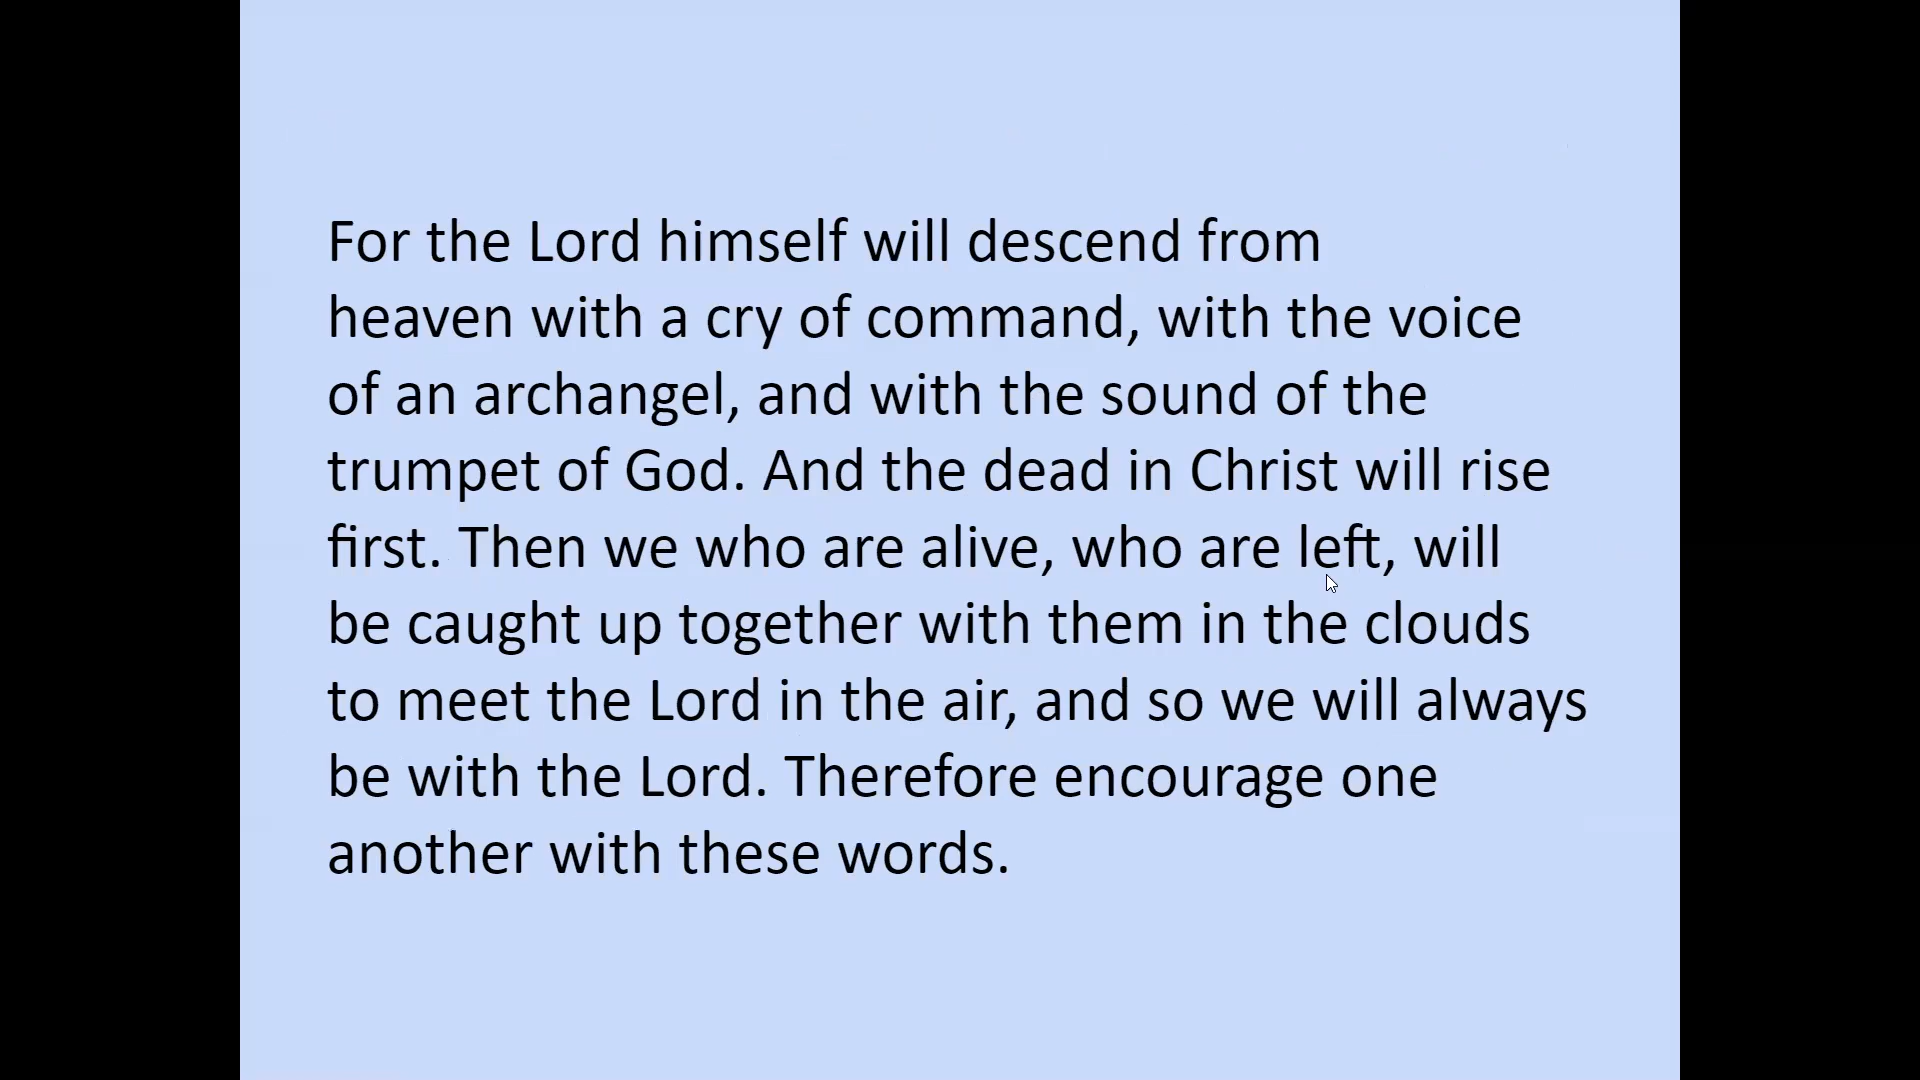 For the Lord himself will descend from
heaven with a cry of command, with the voice
of an archangel, and with the sound of the
trumpet of God. And the dead in Christ will rise
first. Then we who are alive, who are left, will
be caught up together with them in the clouds
to meet the Lord in the air, and so we will always
be with the Lord. Therefore encourage one
another with these words.